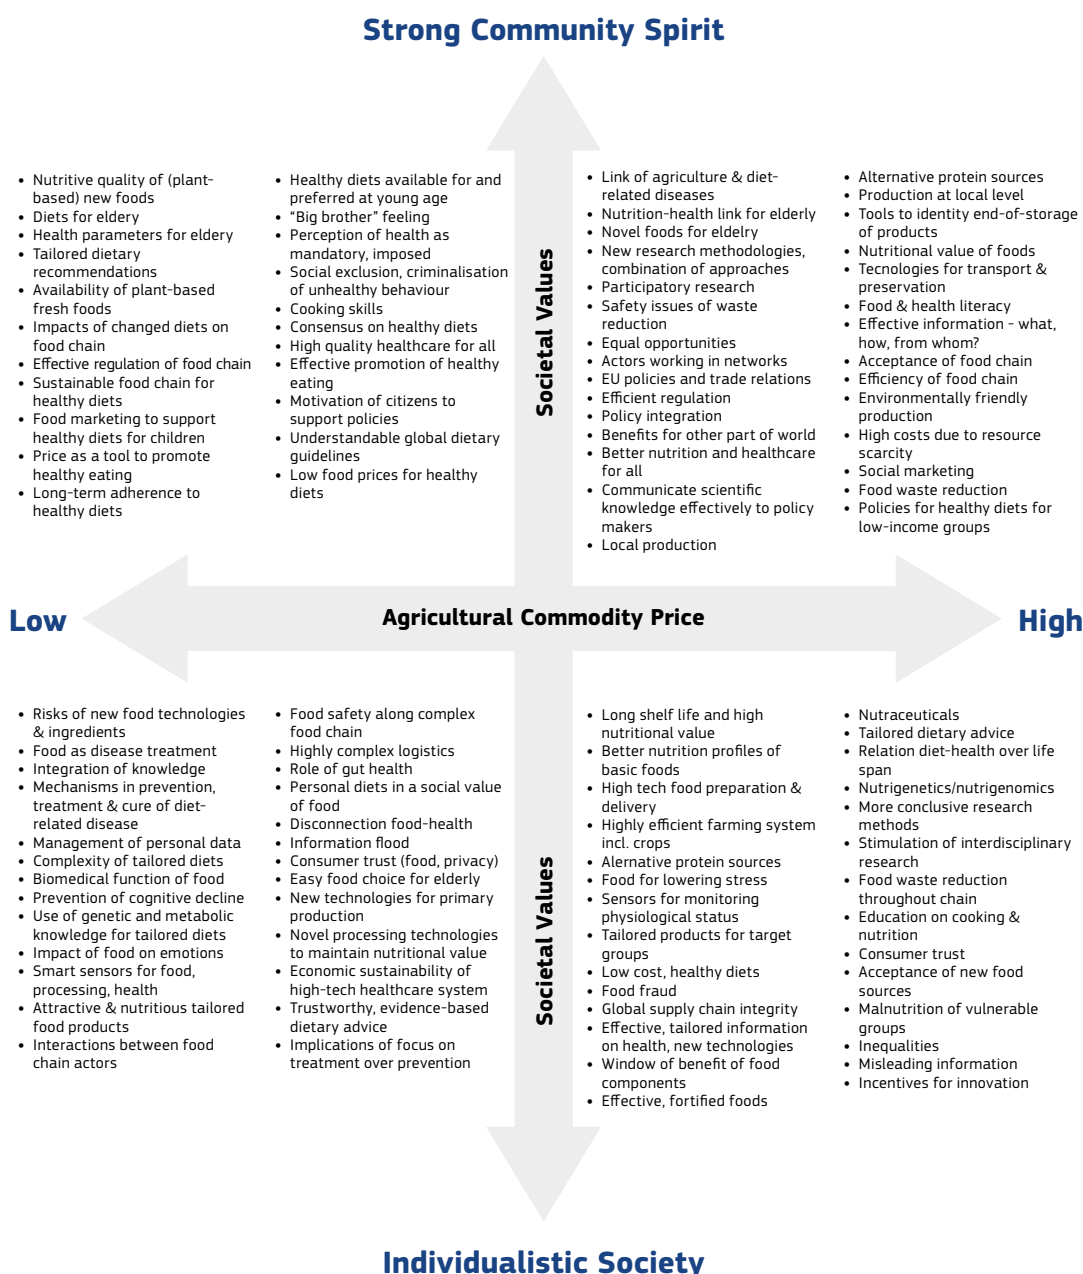 Strong Community Spirit
• Nutritive quality of (plant-
based) new foods
• Diets for eldery
• Health parameters for eldery
• Tailored dietary
recommendations
• Availability of plant-based
fresh foods
• Impacts of changed diets on
food chain
• Effective regulation of food chain
• Sustainable food chain for
healthy diets
• Food marketing to support
healthy diets for children
• Price as a tool to promote
healthy eating
• Long-term adherence to
healthy diets
• Healthy diets available for and
preferred at young age
• “Big brother” feeling
• Perception of health as
mandatory, imposed
• Social exclusion, criminalisation
of unhealthy behaviour
• Cooking skills
• Consensus on healthy diets
• High quality healthcare for all
• Effective promotion of healthy
eating
• Motivation of citizens to
support policies
• Understandable global dietary
guidelines
• Low food prices for healthy
diets
Societal Values
• Link of agriculture & diet-
related diseases
• Nutrition-health link for elderly
• Novel foods for eldelry
• New research methodologies,
combination of approaches
• Participatory research
• Safety issues of waste
reduction
• Equal opportunities
• Actors working in networks
• EU policies and trade relations
• Efficient regulation
• Policy integration
• Benefits for other part of world
• Better nutrition and healthcare
for all
• Communicate scientific
knowledge effectively to policy
makers
• Local production
• Alternative protein sources
• Production at local level
• Tools to identity end-of-storage
of products
• Nutritional value of foods
• Tecnologies for transport &
preservation
• Food & health literacy
• Effective information - what,
how, from whom?
• Acceptance of food chain
• Efficiency of food chain
• Environmentally friendly
production
• High costs due to resource
scarcity
• Social marketing
• Food waste reduction
• Policies for healthy diets for
low-income groups
Low
Agricultural Commodity Price
High
• Risks of new food technologies
& ingredients
• Food as disease treatment
• Integration of knowledge
• Mechanisms in prevention,
treatment & cure of diet-
related disease
• Management of personal data
• Complexity of tailored diets
• Biomedical function of food
• Prevention of cognitive decline
• Use of genetic and metabolic
knowledge for tailored diets
• Impact of food on emotions
• Smart sensors for food,
processing, health
• Attractive & nutritious tailored
food products
• Interactions between food
chain actors
• Food safety along complex
food chain
• Highly complex logistics
• Role of gut health
• Personal diets in a social value
of food
• Disconnection food-health
• Information flood
• Consumer trust (food, privacy)
• Easy food choice for elderly
• New technologies for primary
production
• Novel processing technologies
to maintain nutritional value
• Economic sustainability of
high-tech healthcare system
• Trustworthy, evidence-based
dietary advice
• Implications of focus on
treatment over prevention
Societal Values
• Long shelf life and high
nutritional value
• Better nutrition profiles of
basic foods
• High tech food preparation &
delivery
• Highly efficient farming system
incl. crops
• Alernative protein sources
• Food for lowering stress
• Sensors for monitoring
physiological status
• Tailored products for target
groups
• Low cost, healthy diets
• Food fraud
• Global supply chain integrity
• Effective, tailored information
on health, new technologies
• Window of benefit of food
components
• Effective, fortified foods
• Nutraceuticals
• Tailored dietary advice
• Relation diet-health over life
span
• Nutrigenetics/nutrigenomics
• More conclusive research
methods
• Stimulation of interdisciplinary
research
• Food waste reduction
throughout chain
• Education on cooking &
nutrition
• Consumer trust
• Acceptance of new food
sources
• Malnutrition of vulnerable
groups
• Inequalities
• Misleading information
• Incentives for innovation
Individualistic Society